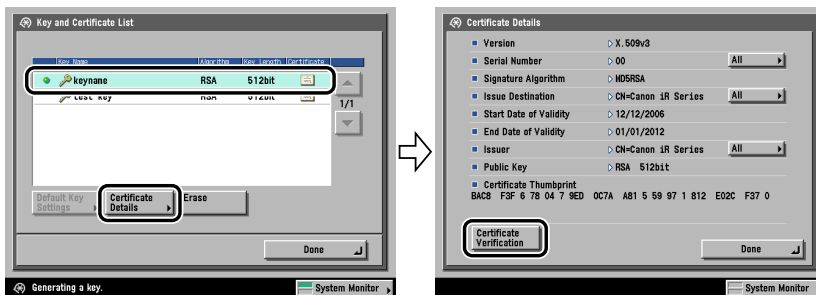 Key and Certificate List
Key Name Algorithm Key Length Certificate
keyname RSA 512bit
test key RSA 512bit
1/1
Default Key Settings
Certificate Details
Erase
Done
Generating a key.
System Monitor
Certificate Details
Version X.509v3
Serial Number 00 All
Signature Algorithm MD5RSA
Issue Destination CN=Canon iR Series All
Start Date of Validity 12/12/2006
End Date of Validity 01/01/2012
Issuer CN=Canon iR Series All
Public Key RSA 512bit
Certificate Thumbprint
BAC8 F3F 6 78 04 7 9ED 0C7A A81 5 59 97 1 812 E02C F37 0
Certificate Verification
Done
System Monitor